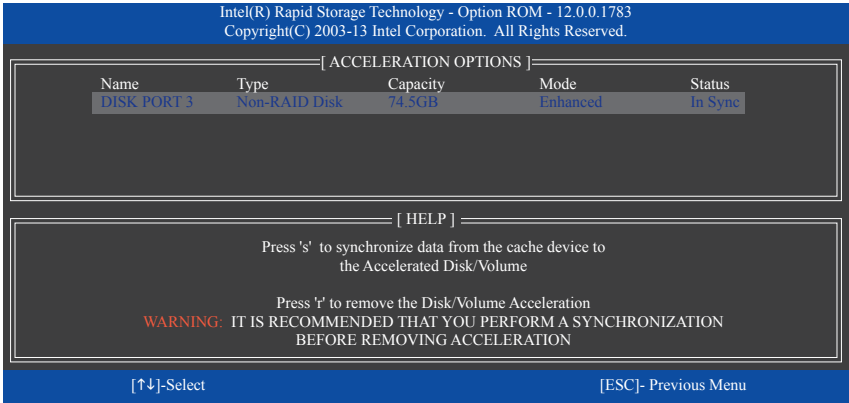 Intel(R) Rapid Storage Technology - Option ROM - 12.0.0.1783
Copyright(C) 2003-13 Intel Corporation.  All Rights Reserved.
[ ACCELERATION OPTIONS ]
Name Type Capacity Mode Status
DISK PORT 3 Non-RAID Disk 74.5GB Enhanced In Sync
[ HELP ]
Press 's'  to synchronize data from the cache device to
the Accelerated Disk/Volume
Press 'r' to remove the Disk/Volume Acceleration
WARNING:  IT IS RECOMMENDED THAT YOU PERFORM A SYNCHRONIZATION
BEFORE REMOVING ACCELERATION
[↑↓]-Select [ESC]- Previous Menu